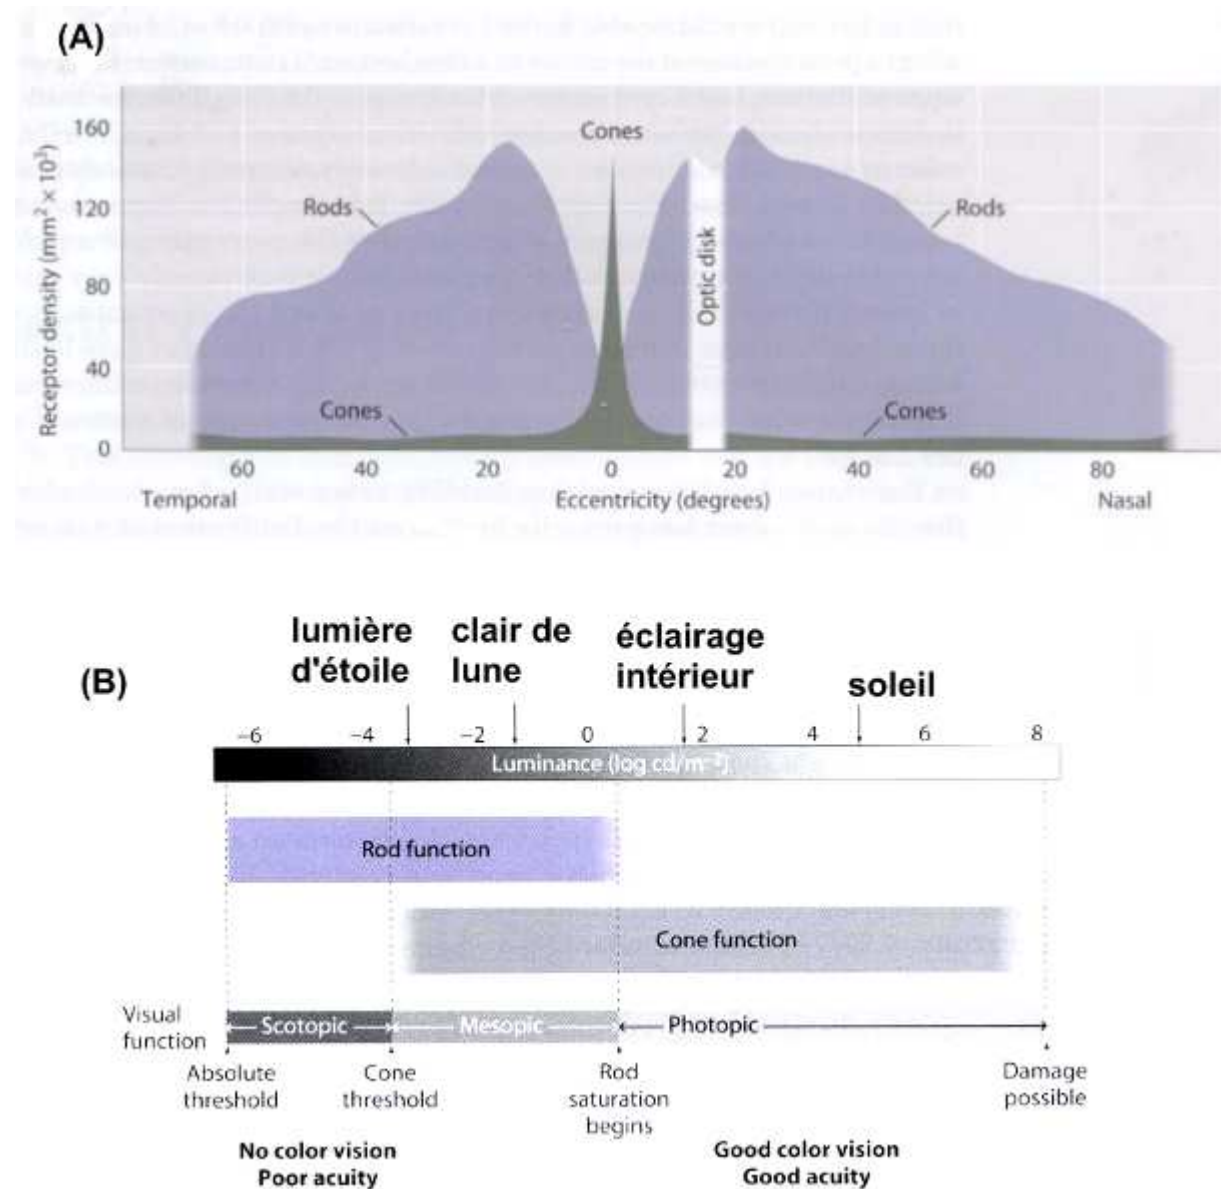 (A)
160
120
80
40
0
Receptor density (mm² × 10³)
Cones
Rods
Rods
Optic disk
Cones
Cones
60 40 20 0 20 40 60 80
Temporal Eccentricity (degrees) Nasal
(B)
lumière d'étoile
clair de lune
éclairage intérieur
soleil
–6 –4 –2 0 2 4 6 8
Luminance (log cd/m⁻²)
Rod function
Cone function
Visual function
Scotopic Mesopic Photopic
Absolute threshold
Cone threshold
Rod saturation begins
Damage possible
No color vision
Poor acuity
Good color vision
Good acuity